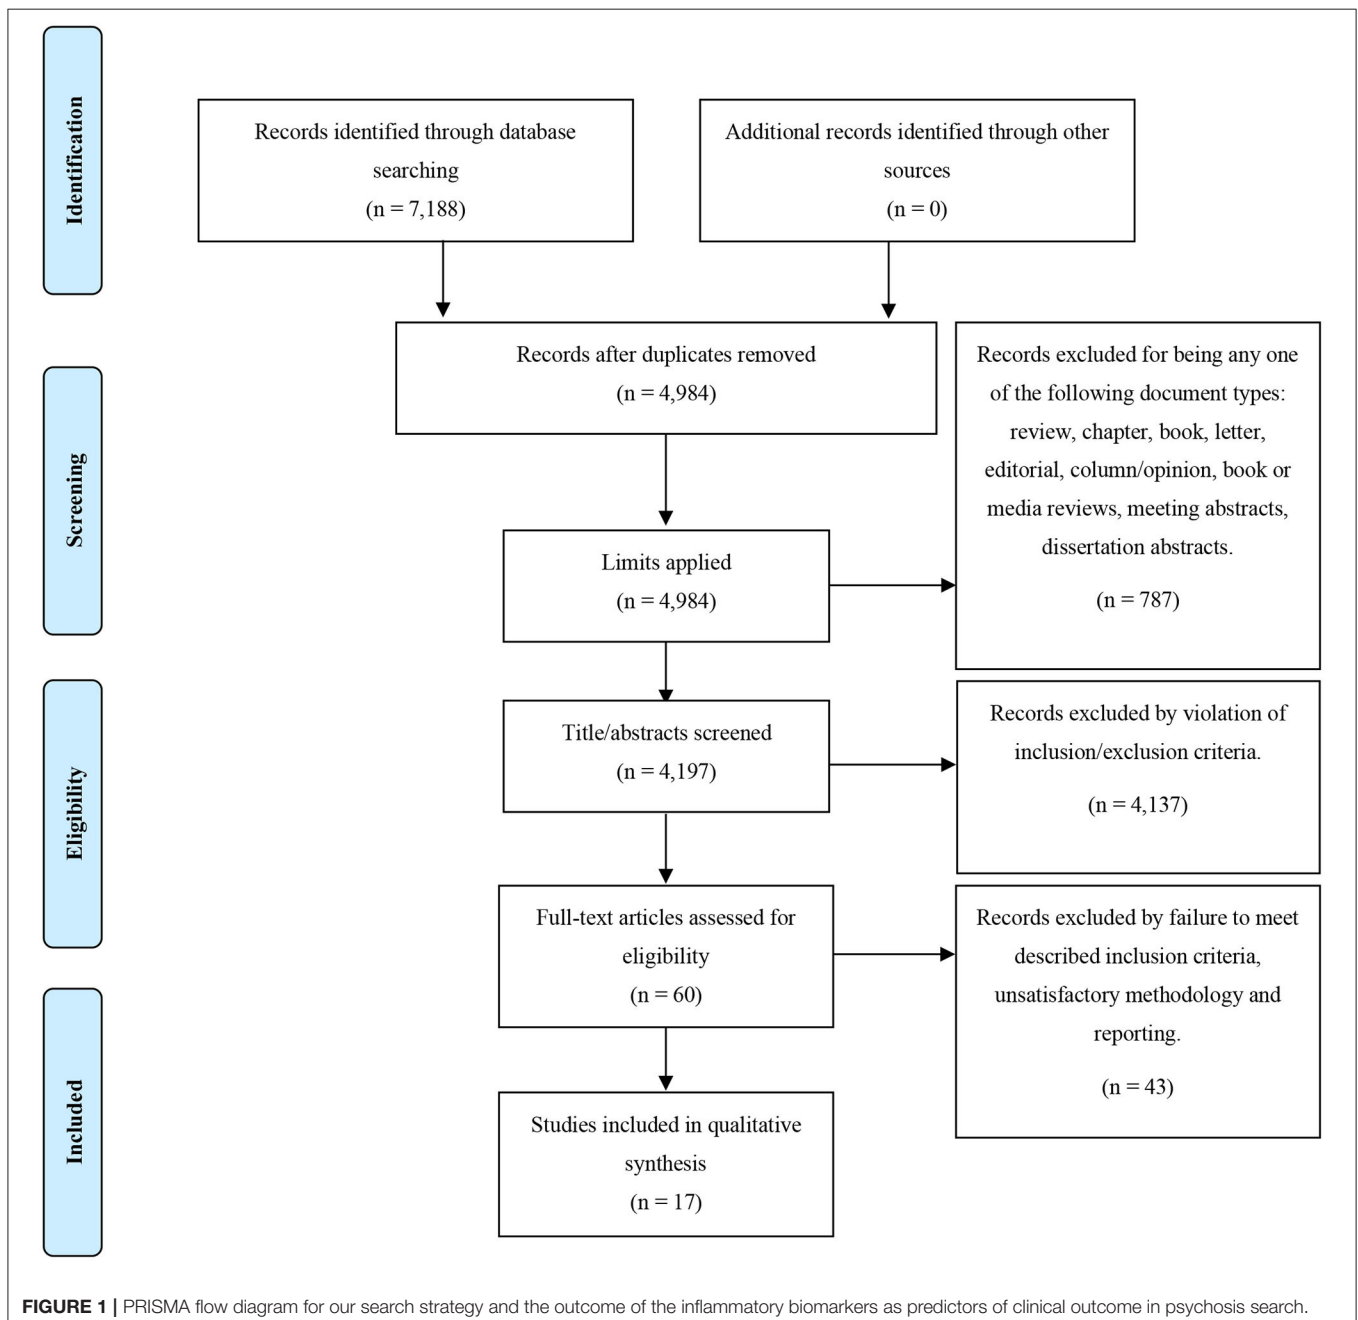 Identification
Records identified through database
searching
(n = 7,188)
Additional records identified through other
sources
(n = 0)
Screening
Records after duplicates removed
(n = 4,984)
Records excluded for being any one
of the following document types:
review, chapter, book, letter,
editorial, column/opinion, book or
media reviews, meeting abstracts,
dissertation abstracts.
(n = 787)
Limits applied
(n = 4,984)
Eligibility
Title/abstracts screened
(n = 4,197)
Records excluded by violation of
inclusion/exclusion criteria.
(n = 4,137)
Full-text articles assessed for
eligibility
(n = 60)
Records excluded by failure to meet
described inclusion criteria,
unsatisfactory methodology and
reporting.
(n = 43)
Included
Studies included in qualitative
synthesis
(n = 17)
FIGURE 1 | PRISMA flow diagram for our search strategy and the outcome of the inflammatory biomarkers as predictors of clinical outcome in psychosis search.